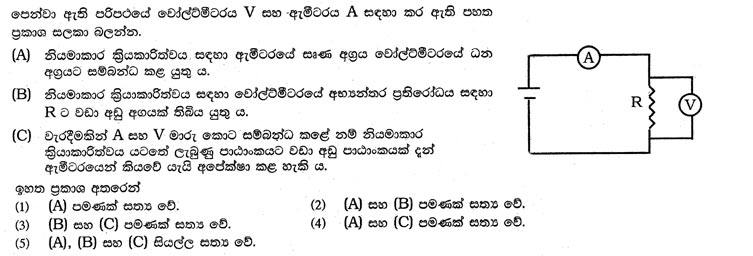 පෙන්වා ඇති පරිපථයේ වෝල්ට්මීටරය V සහ ඇමීටරය A සඳහා කර ඇති පහත
ප්‍රකාශ සලකා බලන්න.
(A) නියමාකාර ක්‍රියකාරීත්වය සඳහා ඇමීටරයේ සෘණ අග්‍රය වෝල්ට්මීටරයේ ධන
අග්‍රයට සම්බන්ධ කළ යුතු ය.
(B) නියමාකාර ක්‍රියාකාරීත්වය සඳහා වෝල්ට්මීටරයේ අභ්‍යන්තර ප්‍රතිරෝධය සඳහා
R ට වඩා අඩු අගයක් තිබිය යුතු ය.
(C) වැරදීමකින් A සහ V මාරු කොට සම්බන්ධ කළේ නම් නියමාකාර
ක්‍රියාකාරීත්වය යටතේ ලැබුණු පාඨාංකයට වඩා අඩු පාඨාංකයක් දැන්
ඇමීටරයෙන් කියවේ යැයි අපේක්ෂා කළ හැකි ය.
ඉහත ප්‍රකාශ අතරෙන්
(1) (A) පමණක් සත්‍ය වේ. (2) (A) සහ (B) පමණක් සත්‍ය වේ.
(3) (B) සහ (C) පමණක් සත්‍ය වේ. (4) (A) සහ (C) පමණක් සත්‍ය වේ.
(5) (A), (B) සහ (C) සියල්ල සත්‍ය වේ.
A
R
V